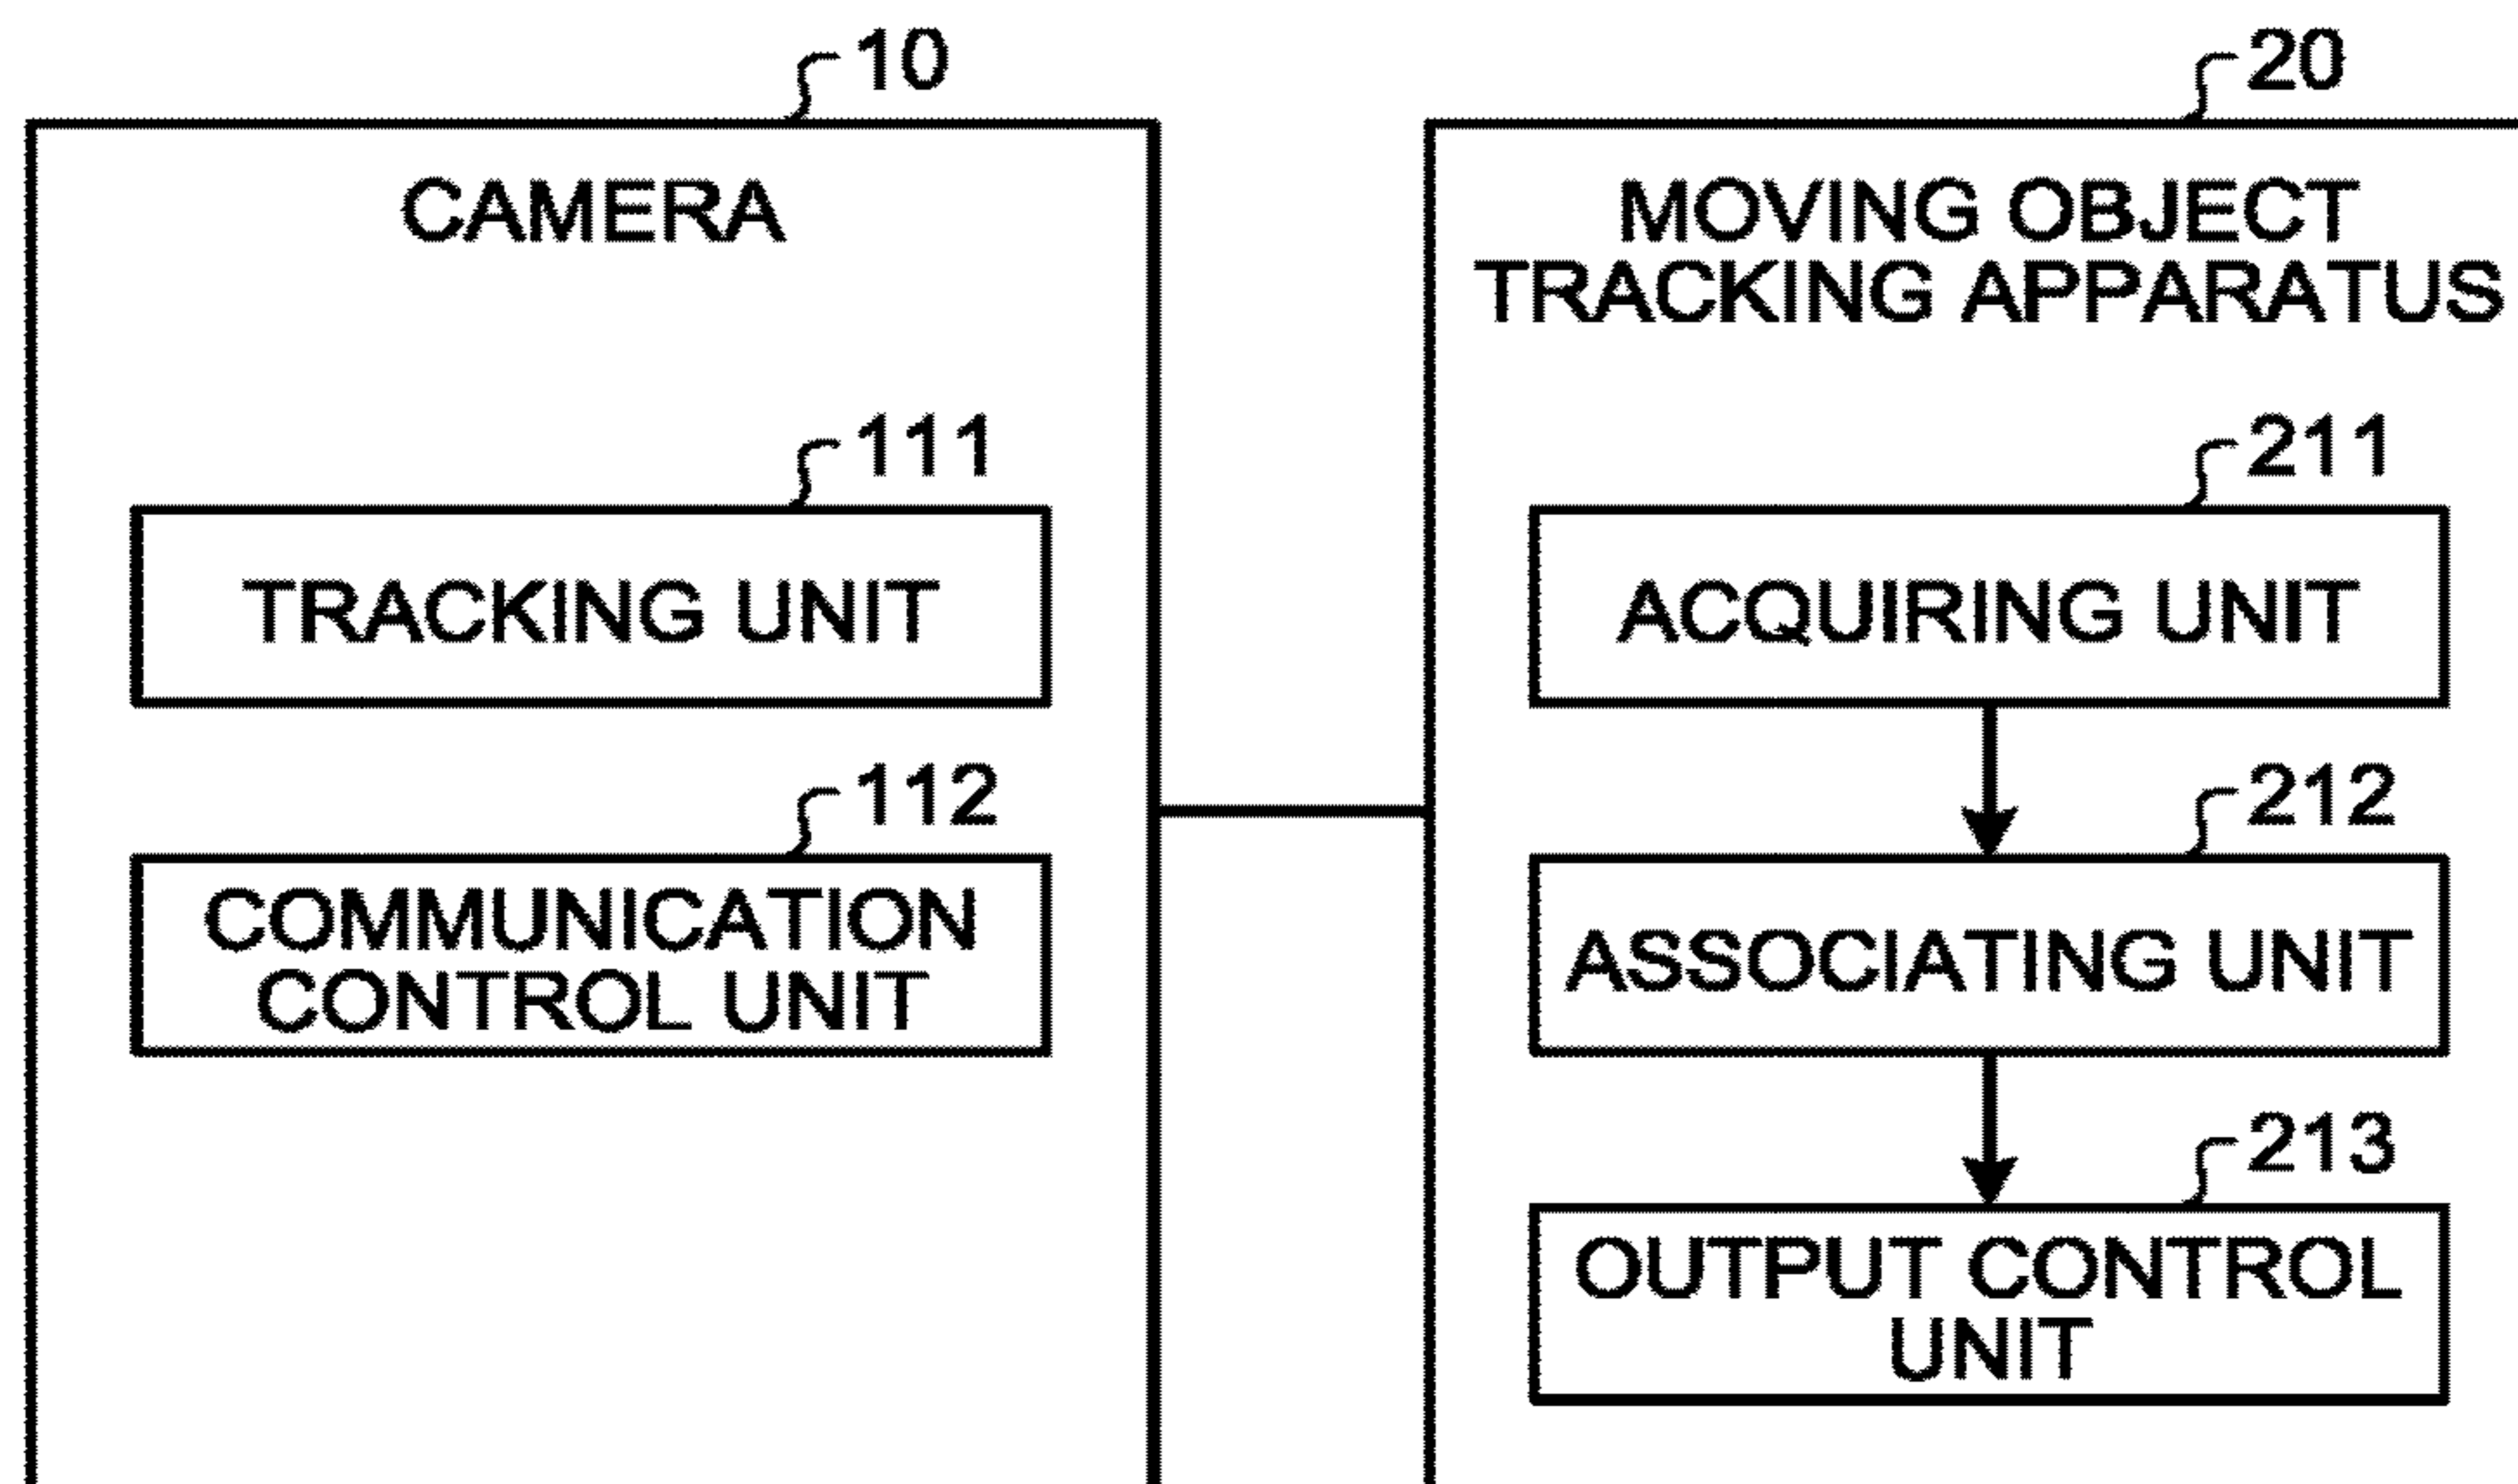 10
CAMERA
111
TRACKING UNIT
112
COMMUNICATION
CONTROL UNIT
20
MOVING OBJECT
TRACKING APPARATUS
211
ACQUIRING UNIT
212
ASSOCIATING UNIT
213
OUTPUT CONTROL
UNIT